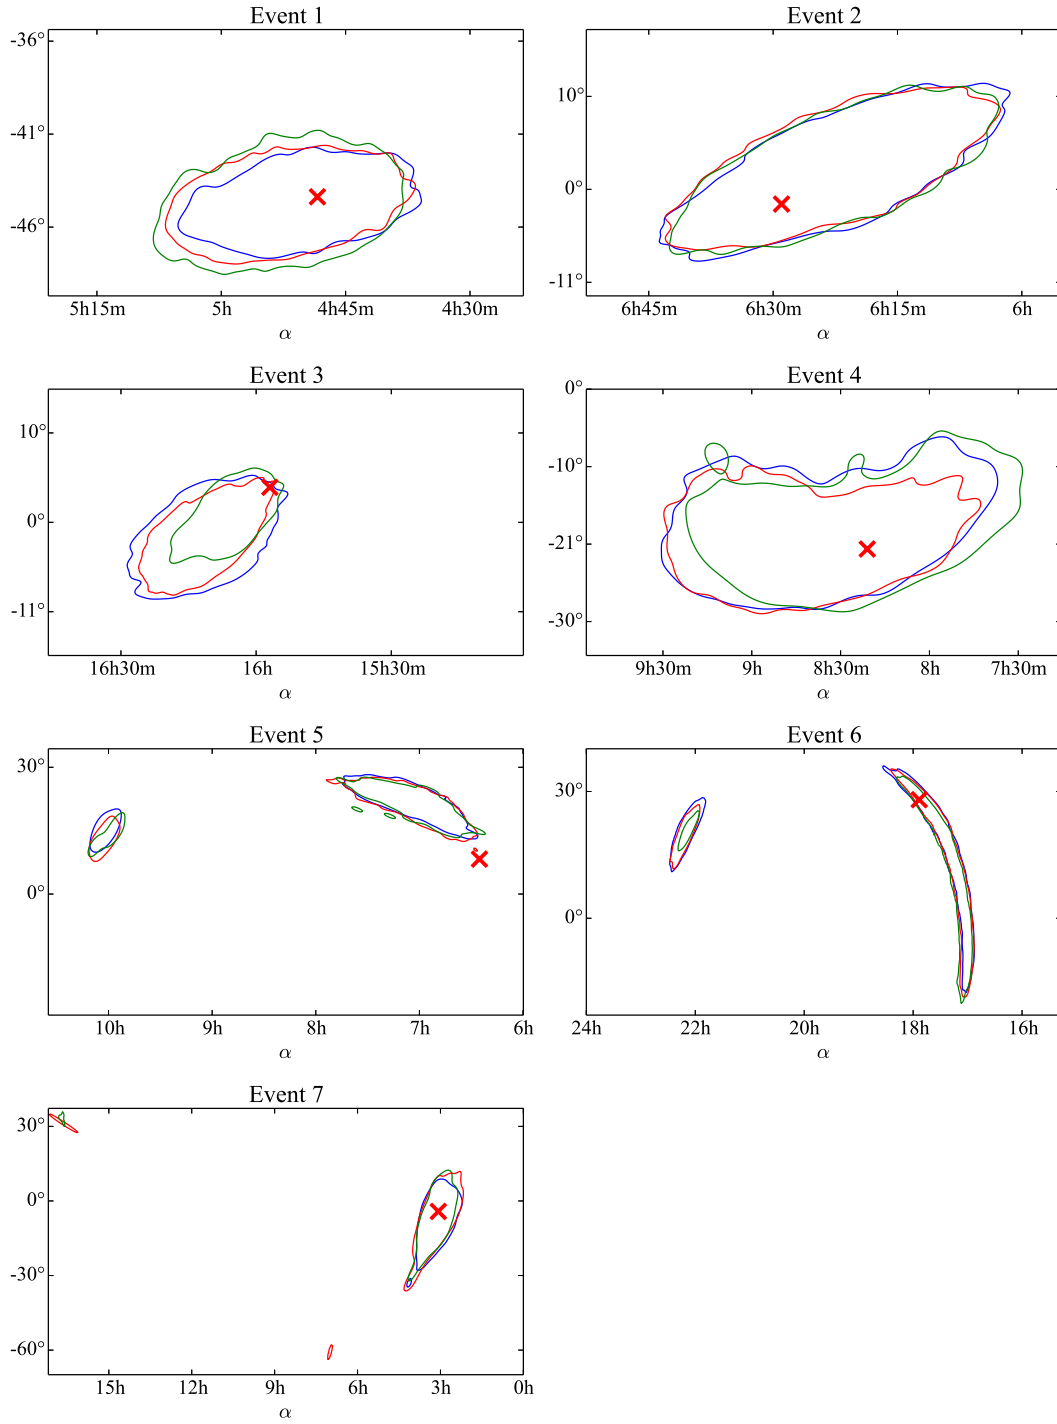 Event 1
-36°
-41°
-46°
5h15m 5h 4h45m 4h30m
α
Event 2
10°
0°
-11°
6h45m 6h30m 6h15m 6h
α
Event 3
10°
0°
-11°
16h30m 16h 15h30m
α
Event 4
0°
-10°
-21°
-30°
9h30m 9h 8h30m 8h 7h30m
α
Event 5
30°
0°
10h 9h 8h 7h 6h
α
Event 6
30°
0°
24h 22h 20h 18h 16h
α
Event 7
30°
0°
-30°
-60°
15h 12h 9h 6h 3h 0h
α